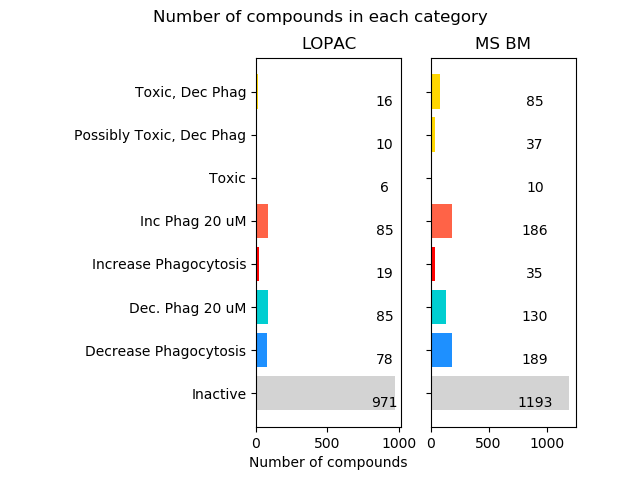 Number of compounds in each category
LOPAC MS BM
Toxic, Dec Phag 16 85
Possibly Toxic, Dec Phag 10 37
Toxic 6 10
Inc Phag 20 uM 85 186
Increase Phagocytosis 19 35
Dec. Phag 20 uM 85 130
Decrease Phagocytosis 78 189
Inactive 971 1193
0 500 1000 0 500 1000
Number of compounds